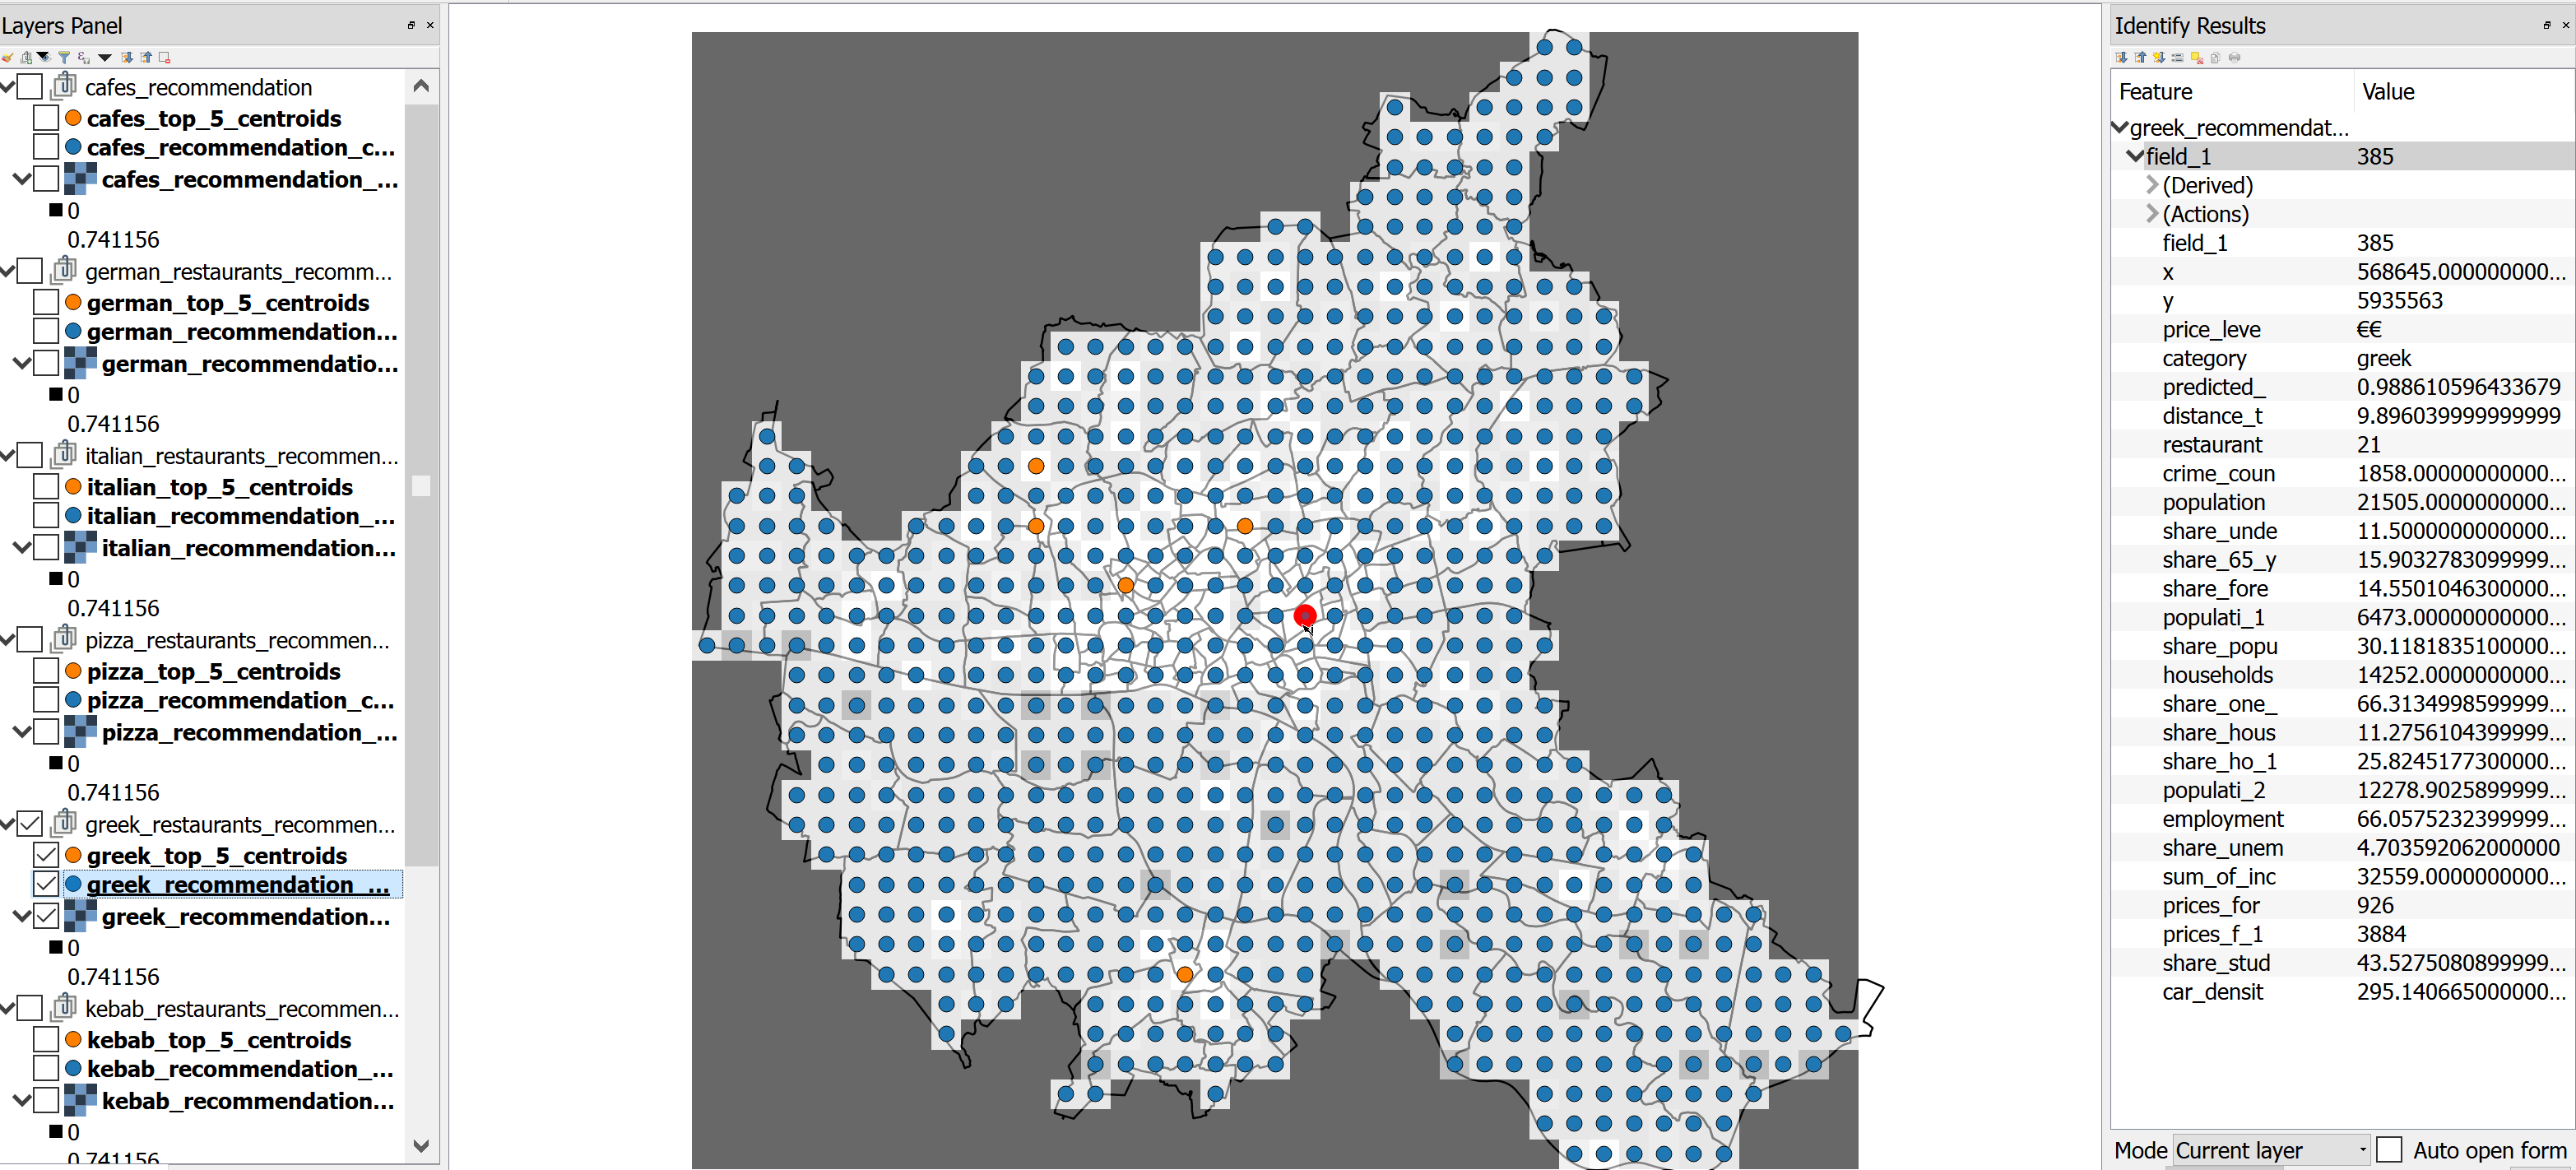 Layers Panel
cafes_recommendation
cafes_top_5_centroids
cafes_recommendation_c...
cafes_recommendation_...
0
0.741156
german_restaurants_recomm...
german_top_5_centroids
german_recommendation...
german_recommendatio...
0
0.741156
italian_restaurants_recommen...
italian_top_5_centroids
italian_recommendation_...
italian_recommendation...
0
0.741156
pizza_restaurants_recommen...
pizza_top_5_centroids
pizza_recommendation_c...
pizza_recommendation_...
0
0.741156
greek_restaurants_recommen...
greek_top_5_centroids
greek_recommendation_...
greek_recommendation...
0
0.741156
kebab_restaurants_recommen...
kebab_top_5_centroids
kebab_recommendation_...
kebab_recommendation...
0
0.741156
Identify Results
Feature Value
greek_recommendat...
field_1 385
(Derived)
(Actions)
field_1 385
x 568645.000000000...
y 5935563
price_leve €€
category greek
predicted_ 0.988610596433679
distance_t 9.896039999999999
restaurant 21
crime_coun 1858.00000000000...
population 21505.0000000000...
share_unde 11.5000000000000...
share_65_y 15.9032783099999...
share_fore 14.5501046300000...
populati_1 6473.00000000000...
share_popu 30.1181835100000...
households 14252.0000000000...
share_one_ 66.3134998599999...
share_hous 11.2756104399999...
share_ho_1 25.8245177300000...
populati_2 12278.9025899999...
employment 66.0575232399999...
share_unem 4.703592062000000
sum_of_inc 32559.0000000000...
prices_for 926
prices_f_1 3884
share_stud 43.5275080899999...
car_densit 295.140665000000...
Mode Current layer Auto open form